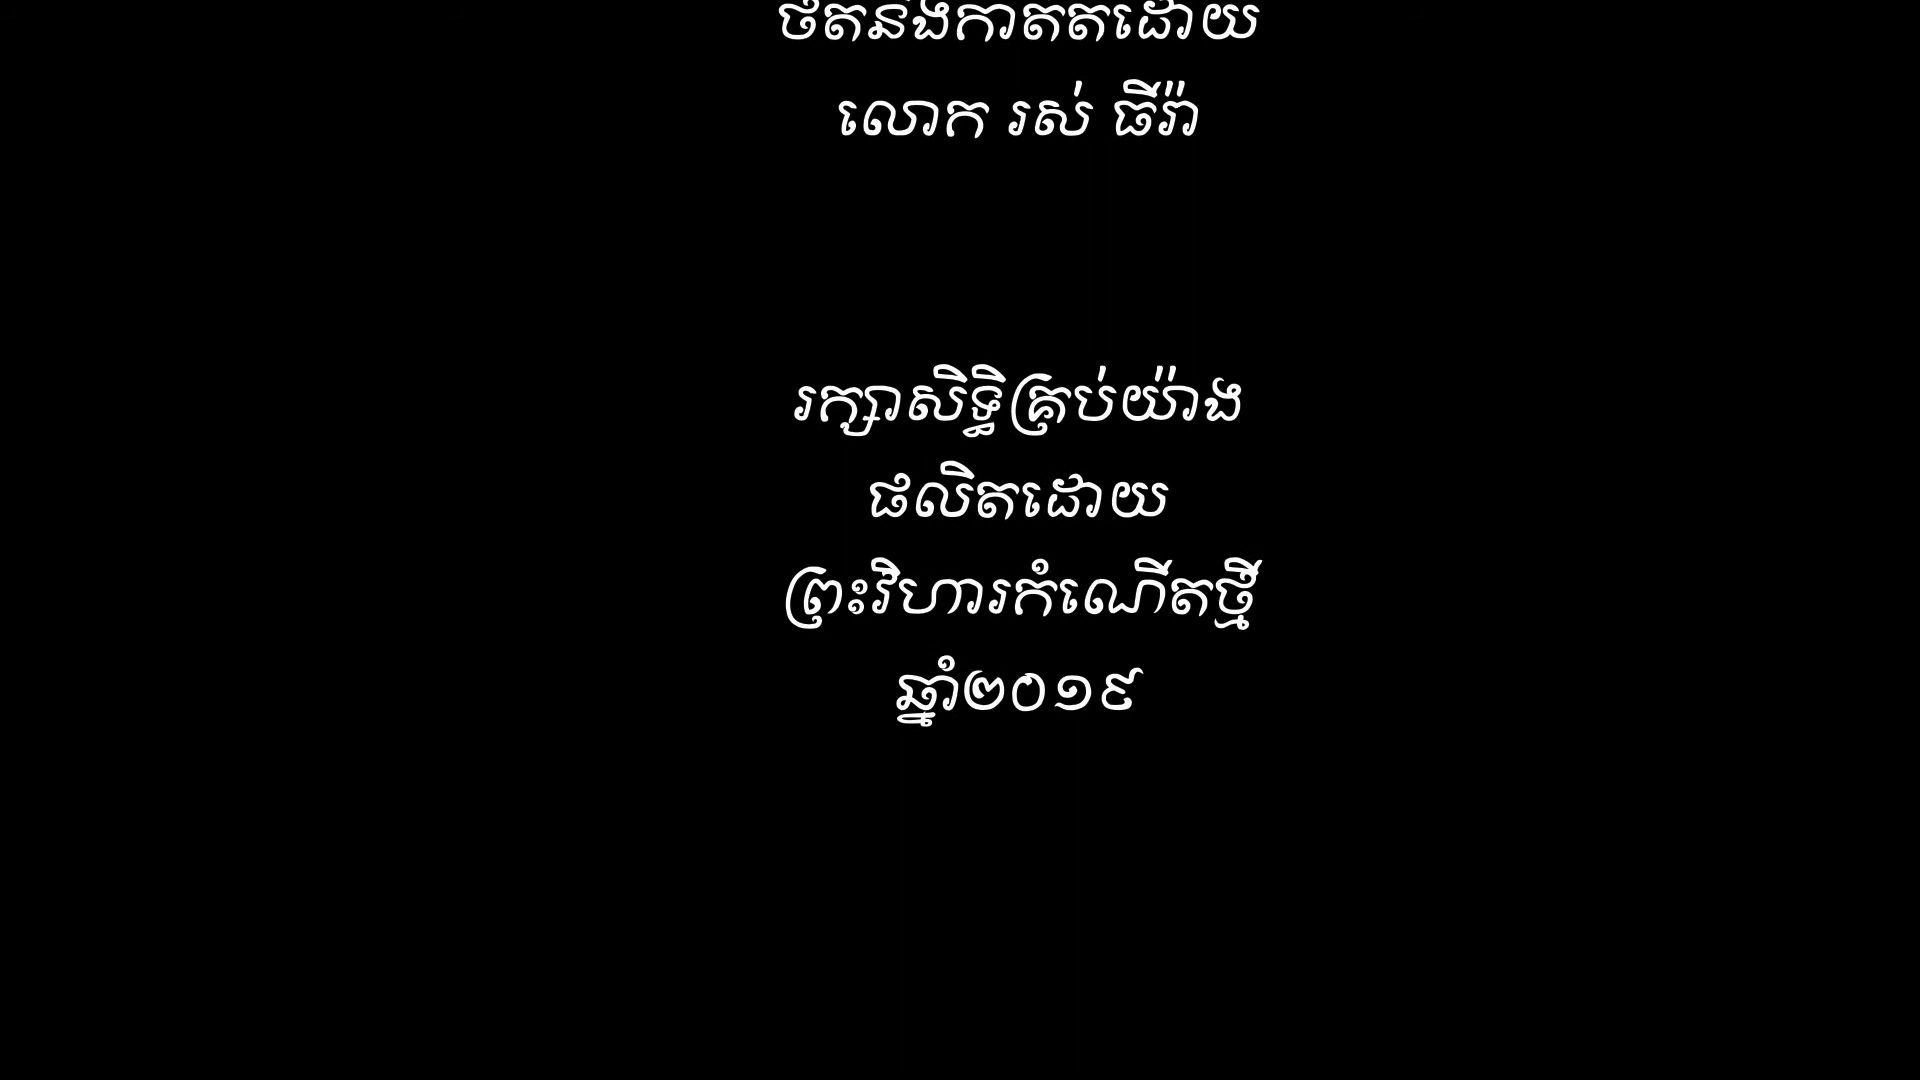 ថតនិងកាតតដោយ
លោក រស់ ធីរ៉ា
រក្សាសិទ្ធិគ្រប់យ៉ាង
ផលិតដោយ
ព្រះវិហារកំណើតថ្មី
ឆ្នាំ២០១៩